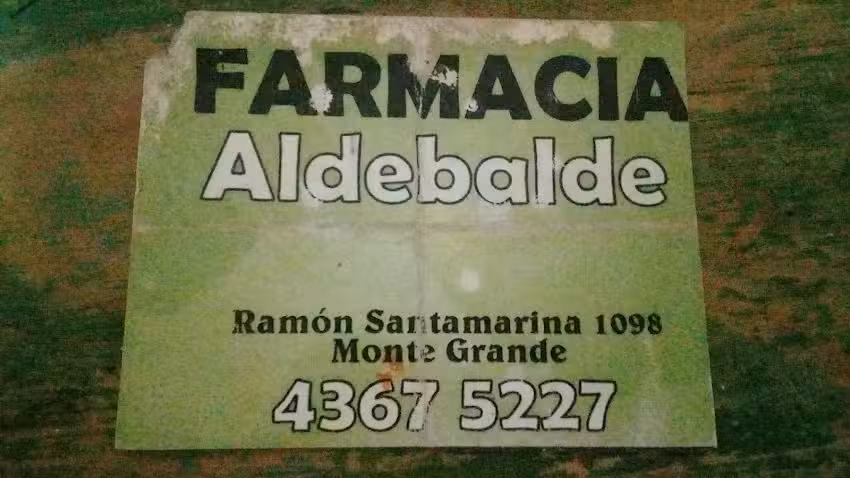 FARMACIA
Aldebalde
Ramón Santamarina 1098
Monte Grande
4367 5227